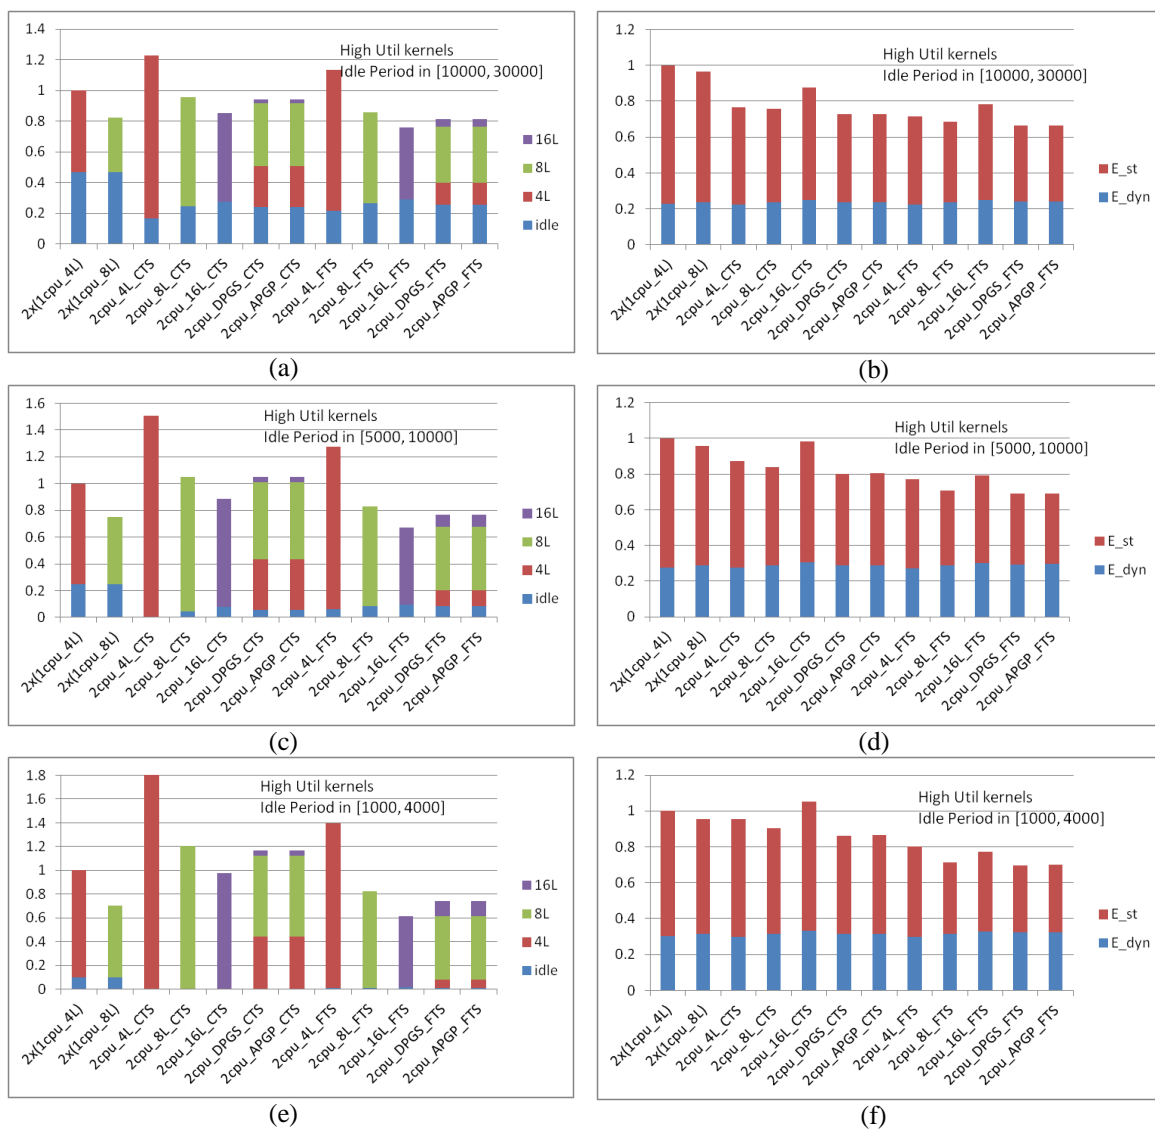 1.4
1.2
1
0.8
0.6
0.4
0.2
0
High Util kernels
Idle Period in [10000, 30000]
16L
8L
4L
idle
2x(1cpu_4L)
2x(1cpu_8L)
2cpu_4L_CTS
2cpu_8L_CTS
2cpu_16L_CTS
2cpu_DPGS_CTS
2cpu_APGP_CTS
2cpu_4L_FTS
2cpu_8L_FTS
2cpu_16L_FTS
2cpu_DPGS_FTS
2cpu_APGP_FTS
(a)
1.2
1
0.8
0.6
0.4
0.2
0
High Util kernels
Idle Period in [10000, 30000]
E_st
E_dyn
2x(1cpu_4L)
2x(1cpu_8L)
2cpu_4L_CTS
2cpu_8L_CTS
2cpu_16L_CTS
2cpu_DPGS_CTS
2cpu_APGP_CTS
2cpu_4L_FTS
2cpu_8L_FTS
2cpu_16L_FTS
2cpu_DPGS_FTS
2cpu_APGP_FTS
(b)
1.6
1.4
1.2
1
0.8
0.6
0.4
0.2
0
High Util kernels
Idle Period in [5000, 10000]
16L
8L
4L
idle
2x(1cpu_4L)
2x(1cpu_8L)
2cpu_4L_CTS
2cpu_8L_CTS
2cpu_16L_CTS
2cpu_DPGS_CTS
2cpu_APGP_CTS
2cpu_4L_FTS
2cpu_8L_FTS
2cpu_16L_FTS
2cpu_DPGS_FTS
2cpu_APGP_FTS
(c)
1.2
1
0.8
0.6
0.4
0.2
0
High Util kernels
Idle Period in [5000, 10000]
E_st
E_dyn
2x(1cpu_4L)
2x(1cpu_8L)
2cpu_4L_CTS
2cpu_8L_CTS
2cpu_16L_CTS
2cpu_DPGS_CTS
2cpu_APGP_CTS
2cpu_4L_FTS
2cpu_8L_FTS
2cpu_16L_FTS
2cpu_DPGS_FTS
2cpu_APGP_FTS
(d)
1.8
1.6
1.4
1.2
1
0.8
0.6
0.4
0.2
0
High Util kernels
Idle Period in [1000, 4000]
16L
8L
4L
idle
2x(1cpu_4L)
2x(1cpu_8L)
2cpu_4L_CTS
2cpu_8L_CTS
2cpu_16L_CTS
2cpu_DPGS_CTS
2cpu_APGP_CTS
2cpu_4L_FTS
2cpu_8L_FTS
2cpu_16L_FTS
2cpu_DPGS_FTS
2cpu_APGP_FTS
(e)
1.2
1
0.8
0.6
0.4
0.2
0
High Util kernels
Idle Period in [1000, 4000]
E_st
E_dyn
2x(1cpu_4L)
2x(1cpu_8L)
2cpu_4L_CTS
2cpu_8L_CTS
2cpu_16L_CTS
2cpu_DPGS_CTS
2cpu_APGP_CTS
2cpu_4L_FTS
2cpu_8L_FTS
2cpu_16L_FTS
2cpu_DPGS_FTS
2cpu_APGP_FTS
(f)